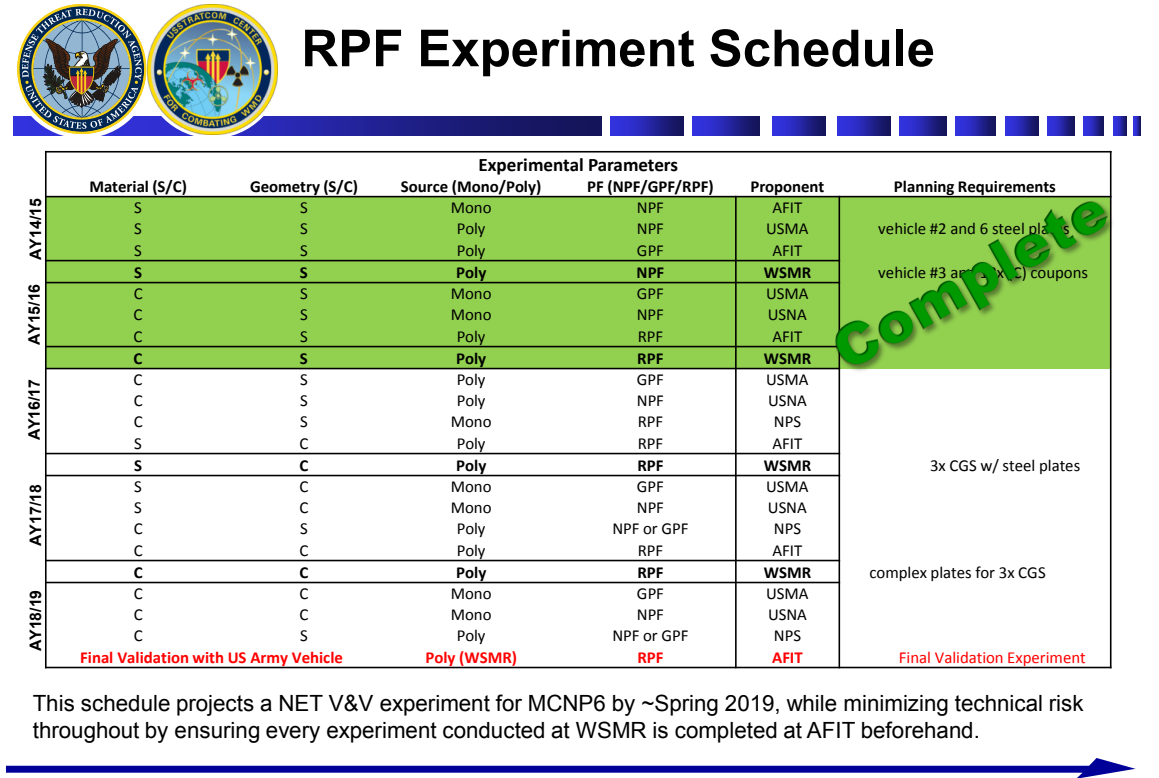 DEFENSE THREAT REDUCTION AGENCY
UNITED STATES OF AMERICA
USSTRATCOM CENTER
FOR COMBATING WMD
RPF Experiment Schedule
Experimental Parameters
Material (S/C) Geometry (S/C) Source (Mono/Poly) PF (NPF/GPF/RPF) Proponent Planning Requirements
AY14/15
S S Mono NPF AFIT
S S Poly NPF USMA vehicle #2 and 6 steel plates
S S Poly GPF AFIT
S S Poly NPF WSMR vehicle #3 (C) coupons
Complete
AY15/16
C S Mono GPF USMA
C S Mono NPF USNA
C S Poly RPF AFIT
C S Poly RPF WSMR
AY16/17
C S Poly GPF USMA
C S Poly NPF USNA
C S Mono RPF NPS
S C Poly RPF AFIT
S C Poly RPF WSMR 3x CGS w/ steel plates
AY17/18
S C Mono GPF USMA
S C Mono NPF USNA
C S Poly NPF or GPF NPS
C C Poly RPF AFIT
C C Poly RPF WSMR complex plates for 3x CGS
AY18/19
C C Mono GPF USMA
C C Mono NPF USNA
C S Poly NPF or GPF NPS
Final Validation with US Army Vehicle Poly (WSMR) RPF AFIT Final Validation Experiment
This schedule projects a NET V&V experiment for MCNP6 by ~Spring 2019, while minimizing technical risk
throughout by ensuring every experiment conducted at WSMR is completed at AFIT beforehand.